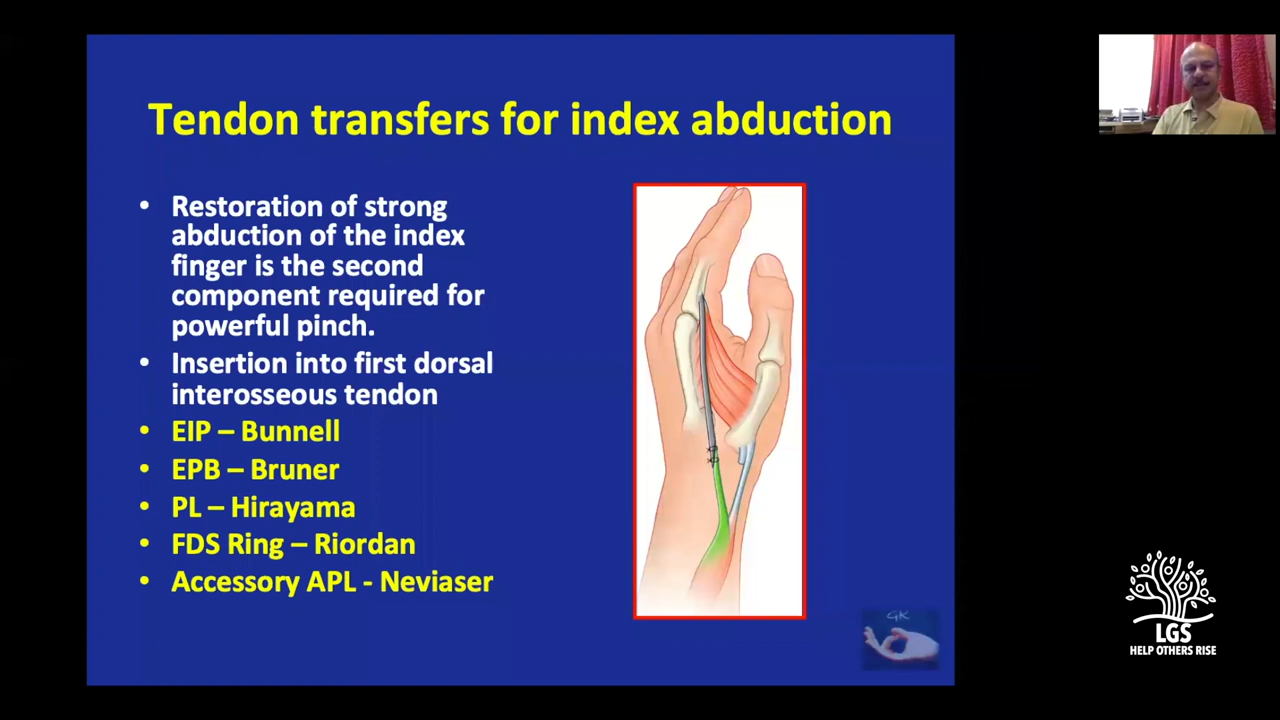 Tendon transfers for index abduction
• Restoration of strong
abduction of the index
finger is the second
component required for
powerful pinch.
• Insertion into first dorsal
interosseous tendon
• EIP – Bunnell
• EPB – Bruner
• PL – Hirayama
• FDS Ring – Riordan
• Accessory APL - Neviaser
GK
LGS
HELP OTHERS RISE